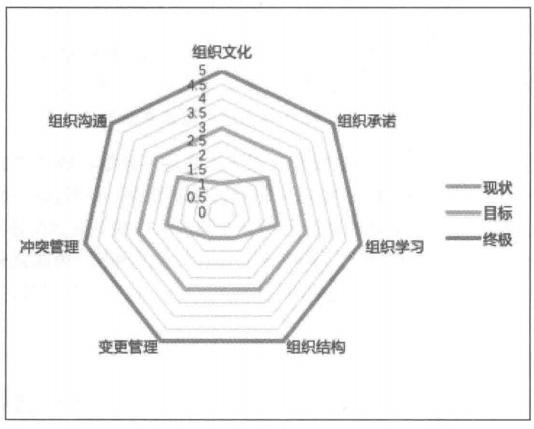 组织文化
5
4.5
4
3.5
3
2.5
2
1.5
1
0.5
0
组织沟通
组织承诺
冲突管理
组织学习
变更管理
组织结构
现状
目标
终极